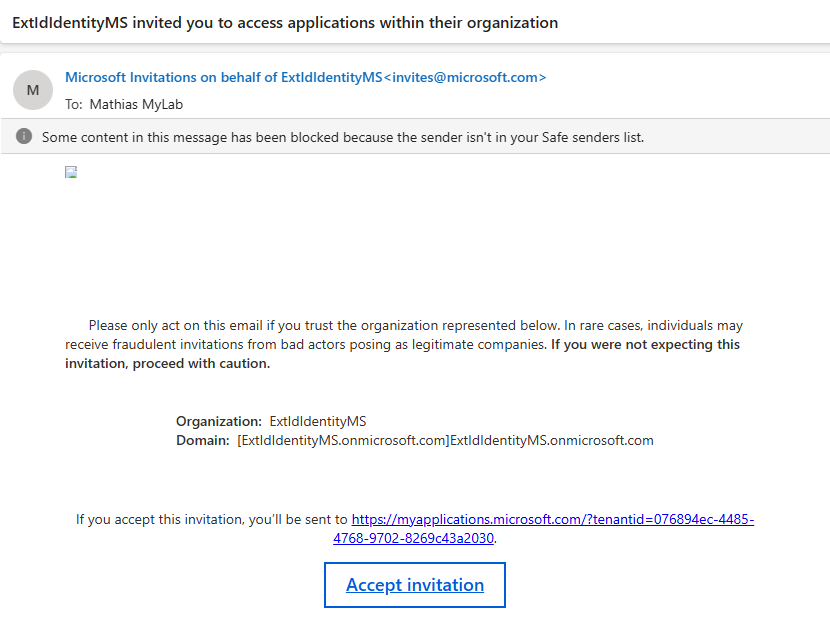 ExtIdIdentityMS invited you to access applications within their organization
Microsoft Invitations on behalf of ExtIdIdentityMS<invites@microsoft.com>
M
To: Mathias MyLab
Some content in this message has been blocked because the sender isn't in your Safe senders list.
Please only act on this email if you trust the organization represented below. In rare cases, individuals may
receive fraudulent invitations from bad actors posing as legitimate companies. If you were not expecting this
invitation, proceed with caution.
Organization: ExtIdIdentityMS
Domain: [ExtIdIdentityMS.onmicrosoft.com]ExtIdIdentityMS.onmicrosoft.com
If you accept this invitation, you'll be sent to https://myapplications.microsoft.com/?tenantid=076894ec-4485-
4768-9702-8269c43a2030.
Accept invitation